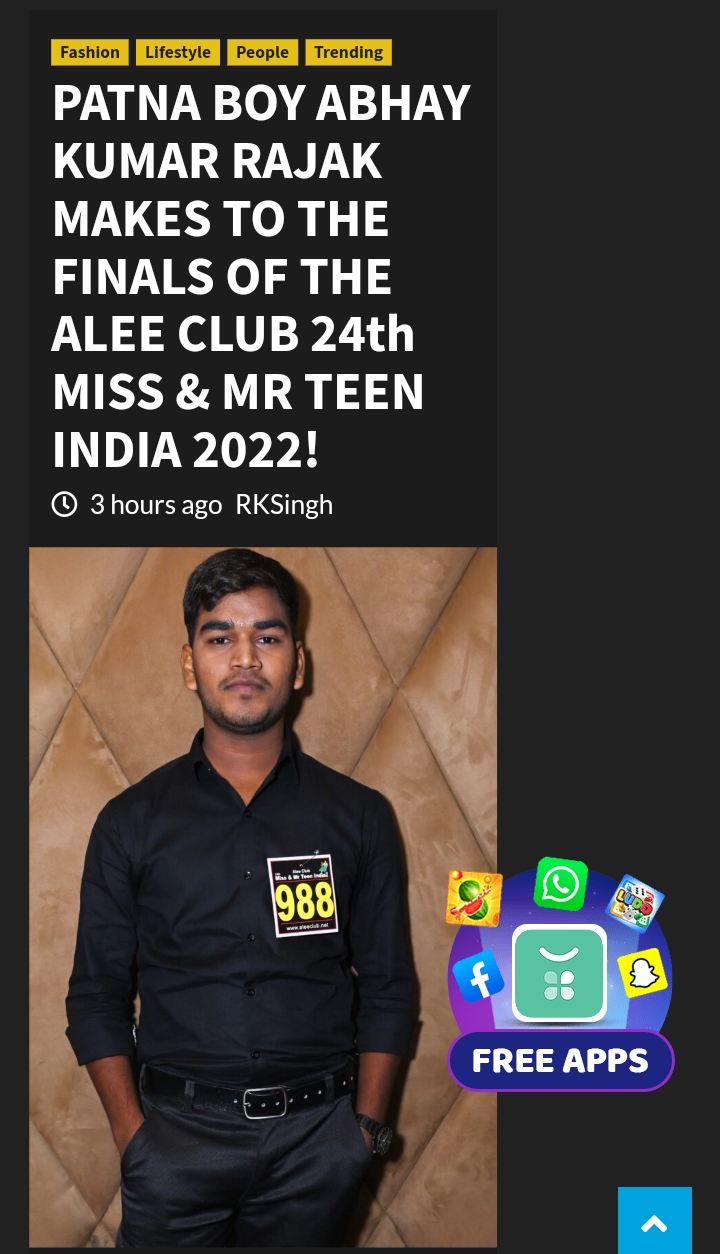 Fashion Lifestyle People Trending
PATNA BOY ABHAY
KUMAR RAJAK
MAKES TO THE
FINALS OF THE
ALEE CLUB 24th
MISS & MR TEEN
INDIA 2022!
3 hours ago RKSingh
Alee Club
Miss & Mr Teen India
988
www.aleeclub.net
LUDO
FREE APPS